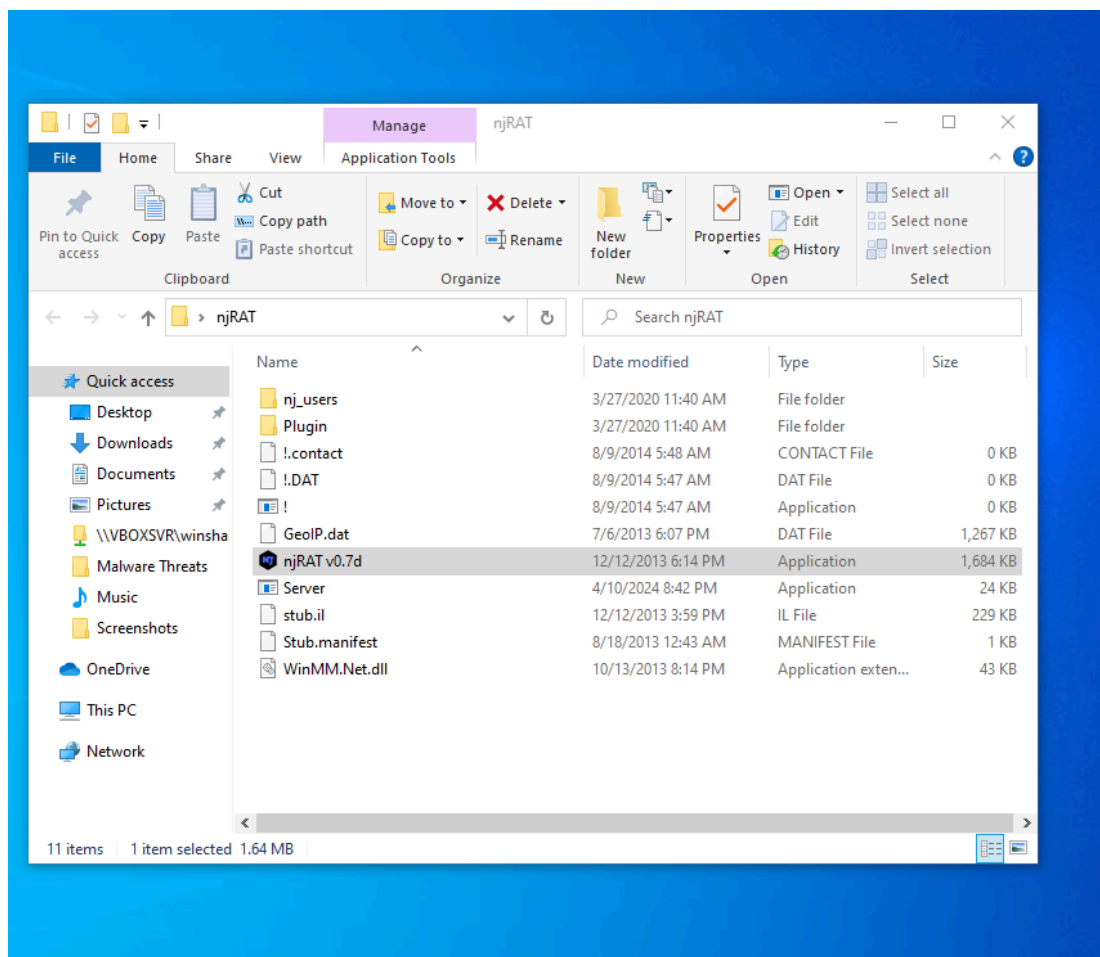 Manage njRAT
File Home Share View Application Tools
Pin to Quick access
Copy
Paste
Cut
Copy path
Paste shortcut
Clipboard
Move to
Copy to
Delete
Rename
Organize
New folder
New
Properties
Open
Edit
History
Open
Select all
Select none
Invert selection
Select
› njRAT
Search njRAT
Quick access
Desktop
Downloads
Documents
Pictures
\\VBOXSVR\winsha
Malware Threats
Music
Screenshots
OneDrive
This PC
Network
Name Date modified Type Size
nj_users 3/27/2020 11:40 AM File folder
Plugin 3/27/2020 11:40 AM File folder
!.contact 8/9/2014 5:48 AM CONTACT File 0 KB
!.DAT 8/9/2014 5:47 AM DAT File 0 KB
! 8/9/2014 5:47 AM Application 0 KB
GeoIP.dat 7/6/2013 6:07 PM DAT File 1,267 KB
njRAT v0.7d 12/12/2013 6:14 PM Application 1,684 KB
Server 4/10/2024 8:42 PM Application 24 KB
stub.il 12/12/2013 3:59 PM IL File 229 KB
Stub.manifest 8/18/2013 12:43 AM MANIFEST File 1 KB
WinMM.Net.dll 10/13/2013 8:14 PM Application exten... 43 KB
11 items 1 item selected 1.64 MB